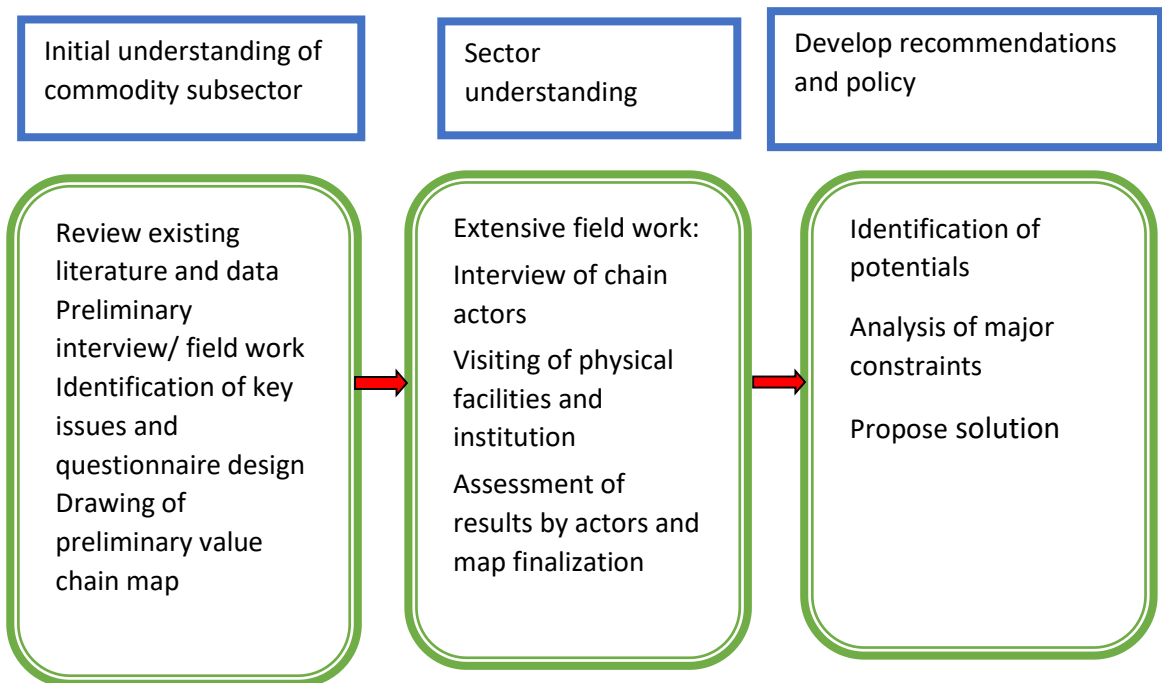 Initial understanding of
commodity subsector
Sector
understanding
Develop recommendations
and policy
Review existing
literature and data
Preliminary
interview/ field work
Identification of key
issues and
questionnaire design
Drawing of
preliminary value
chain map
Extensive field work:
Interview of chain
actors
Visiting of physical
facilities and
institution
Assessment of
results by actors and
map finalization
Identification of
potentials
Analysis of major
constraints
Propose solution